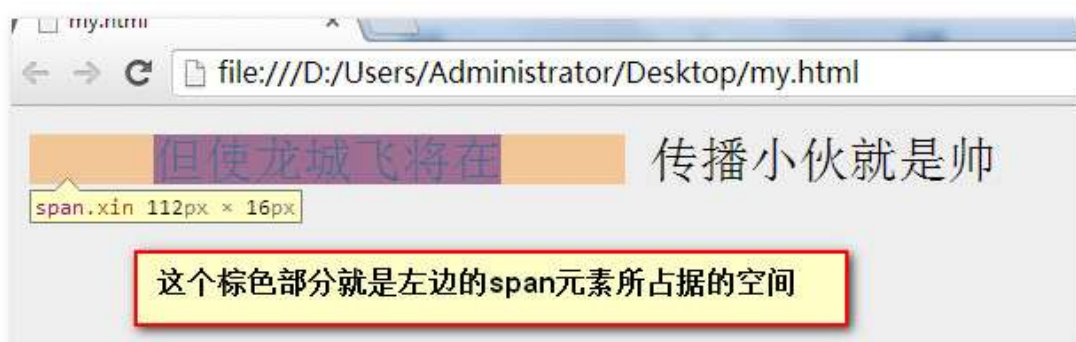 my.html
file:///D:/Users/Administrator/Desktop/my.html
但使龙城飞将在 传播小伙就是帅
span.xin 112px × 16px
这个棕色部分就是左边的span元素所占据的空间